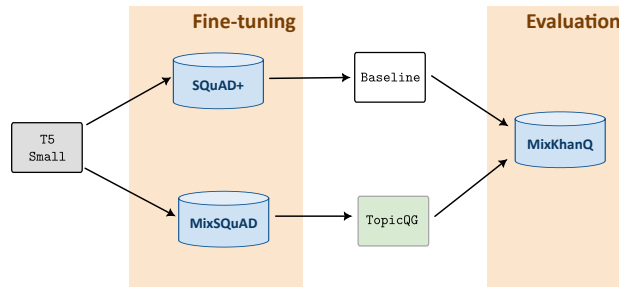 Fine-tuning
Evaluation
SQuAD+
Baseline
T5
Small
MixKhanQ
MixSQuAD
TopicQG